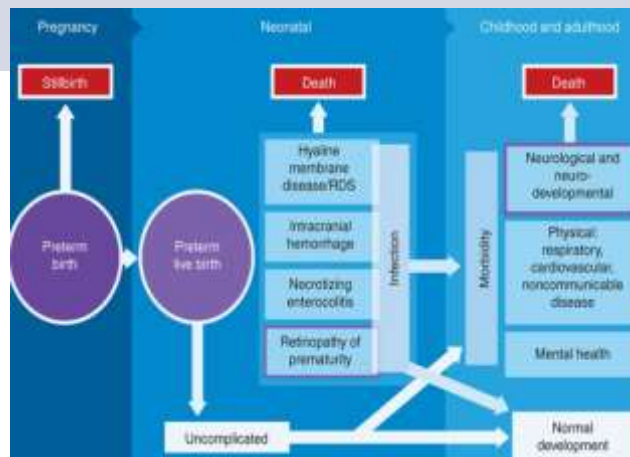 Pregnancy
Neonatal
Childhood and adulthood
Stillbirth
Death
Death
Preterm
birth
Preterm
live birth
Hyaline
membrane
disease/RDS
Intracranial
hemorrhage
Necrotizing
enterocolitis
Retinopathy of
prematurity
Infection
Morbidity
Neurological and
neuro-
developmental
Physical:
respiratory,
cardiovascular,
noncommunicable
disease
Mental health
Uncomplicated
Normal
development